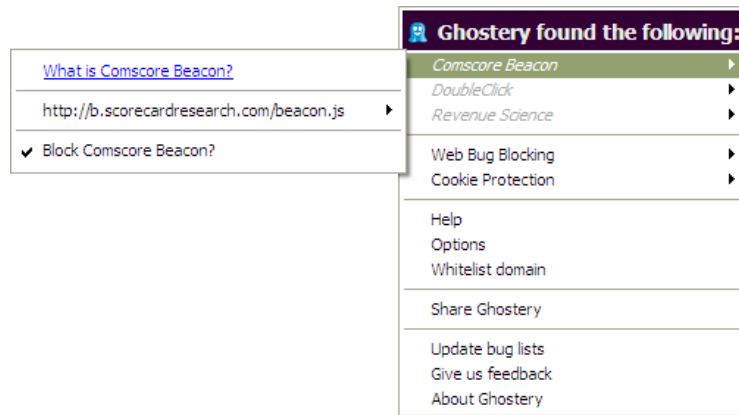 Ghostery found the following:
Comscore Beacon
DoubleClick
Revenue Science
Web Bug Blocking
Cookie Protection
Help
Options
Whitelist domain
Share Ghostery
Update bug lists
Give us feedback
About Ghostery
What is Comscore Beacon?
http://b.scorecardresearch.com/beacon.js
Block Comscore Beacon?